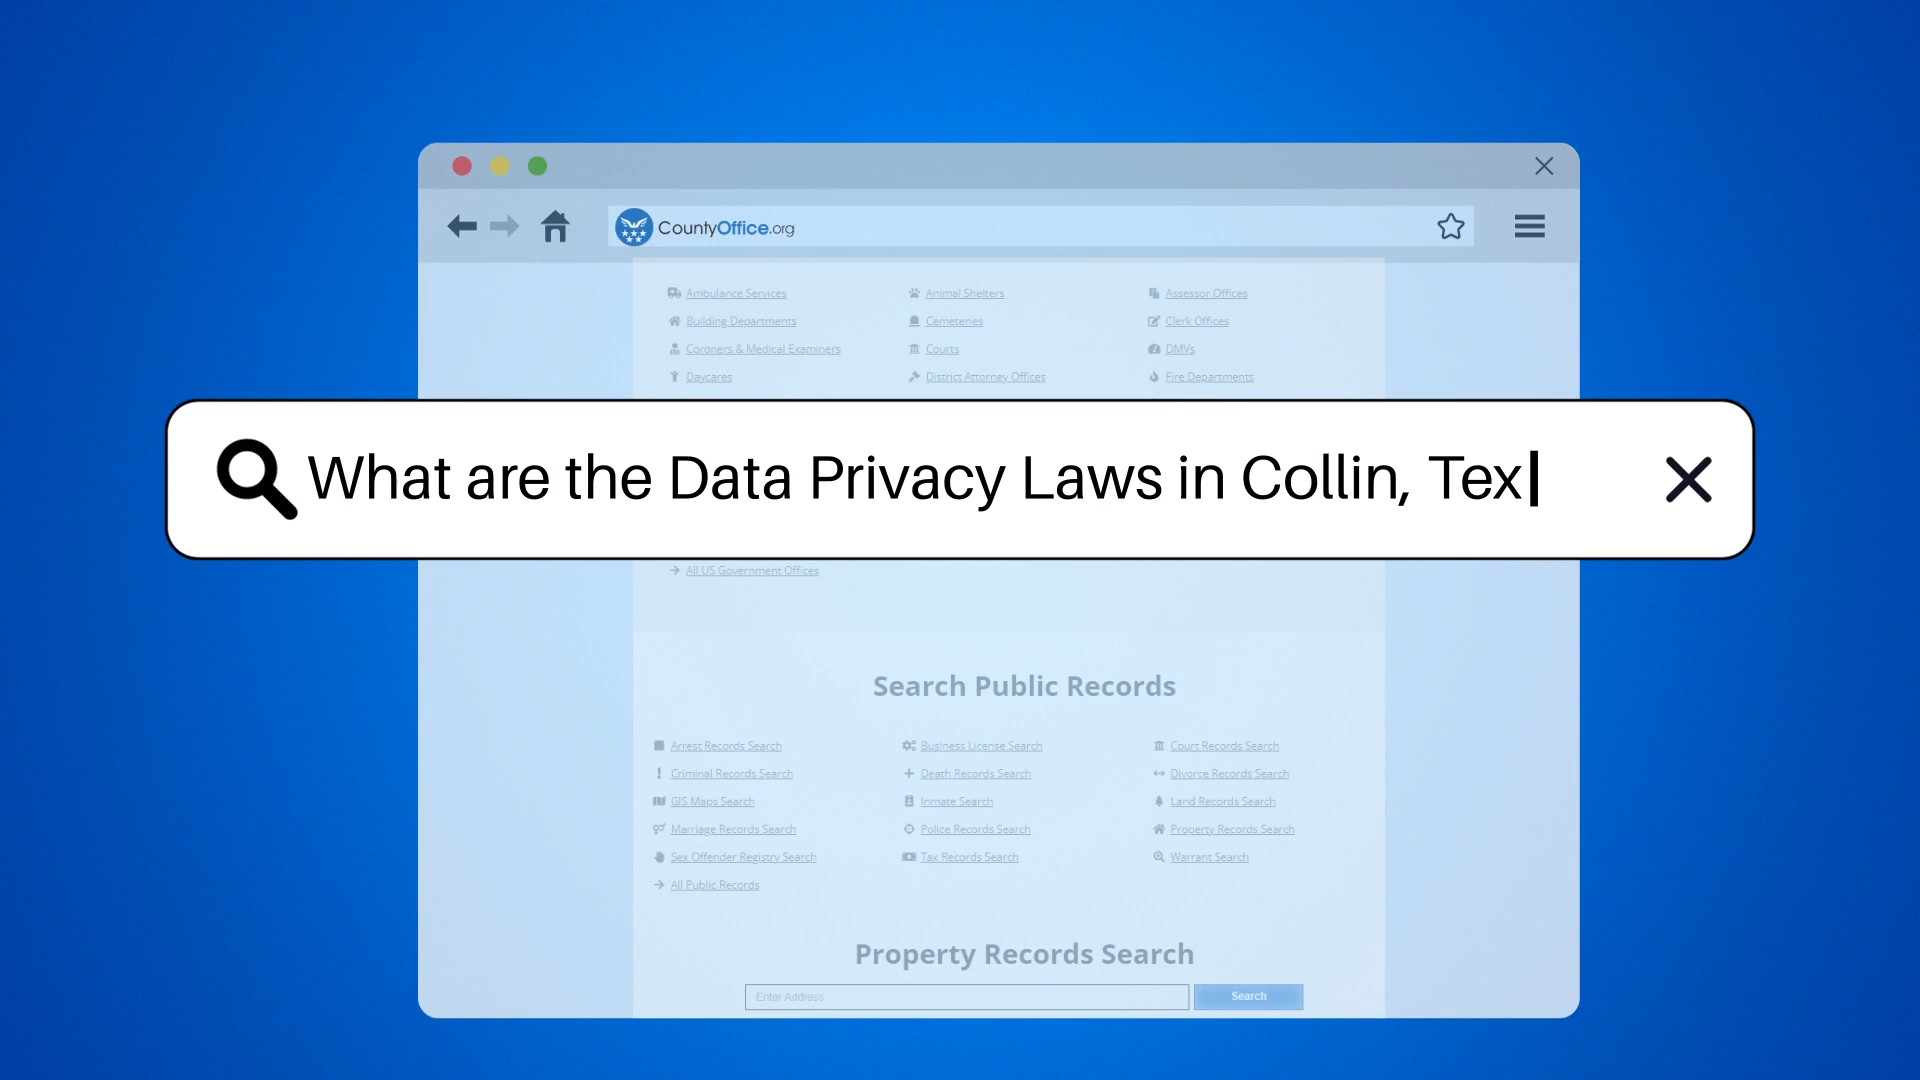 CountyOffice.org
Ambulance Services Animal Shelters Assessor Offices
Building Departments Cemeteries Clerk Offices
Coroners & Medical Examiners Courts DMVs
Daycares District Attorney Offices Fire Departments
What are the Data Privacy Laws in Collin, Tex
All US Government Offices
Search Public Records
Arrest Records Search Business License Search Court Records Search
Criminal Records Search Death Records Search Divorce Records Search
GIS Maps Search Inmate Search Land Records Search
Marriage Records Search Police Records Search Property Records Search
Sex Offender Registry Search Tax Records Search Warrant Search
All Public Records
Property Records Search
Enter Address Search